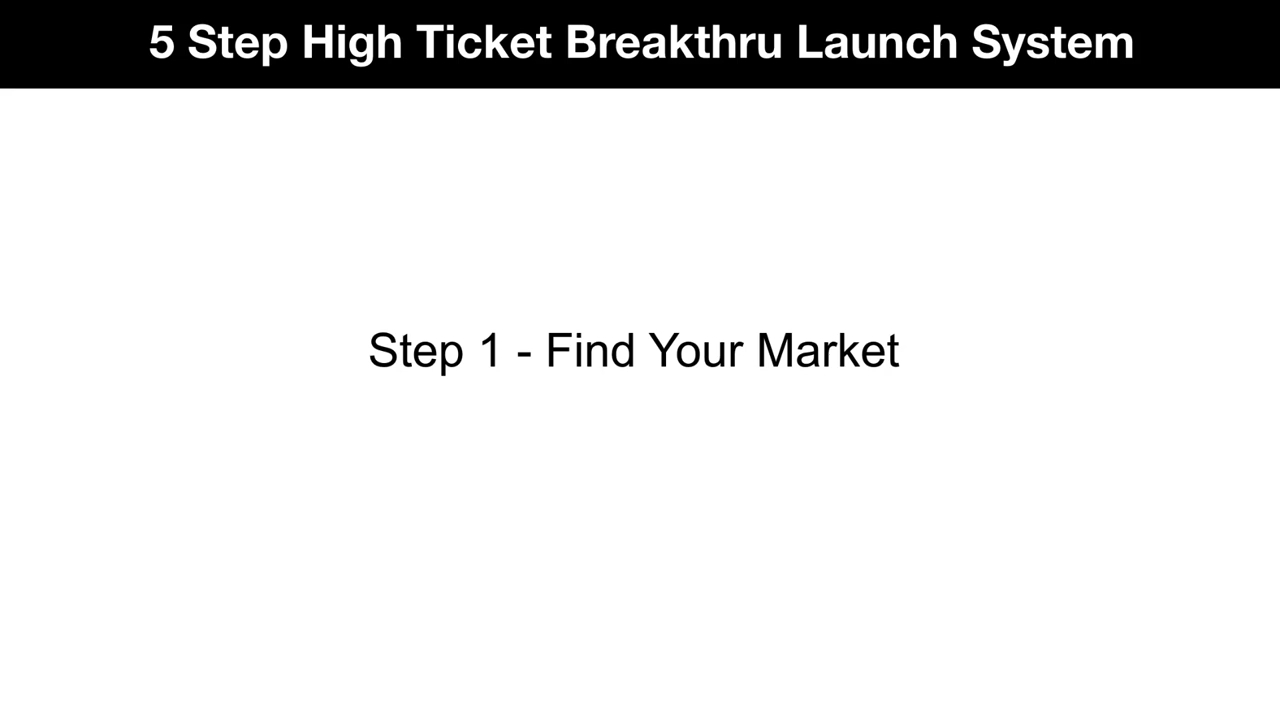 5 Step High Ticket Breakthru Launch System
Step 1 - Find Your Market